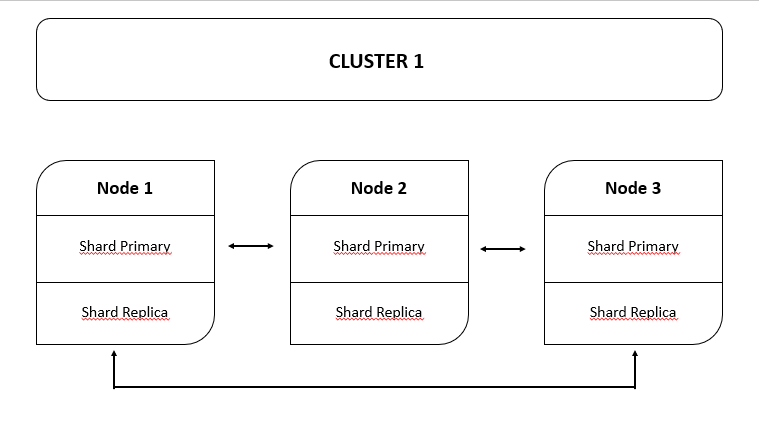 CLUSTER 1
Node 1
Node 2
Node 3
Shard Primary
Shard Primary
Shard Primary
Shard Replica
Shard Replica
Shard Replica